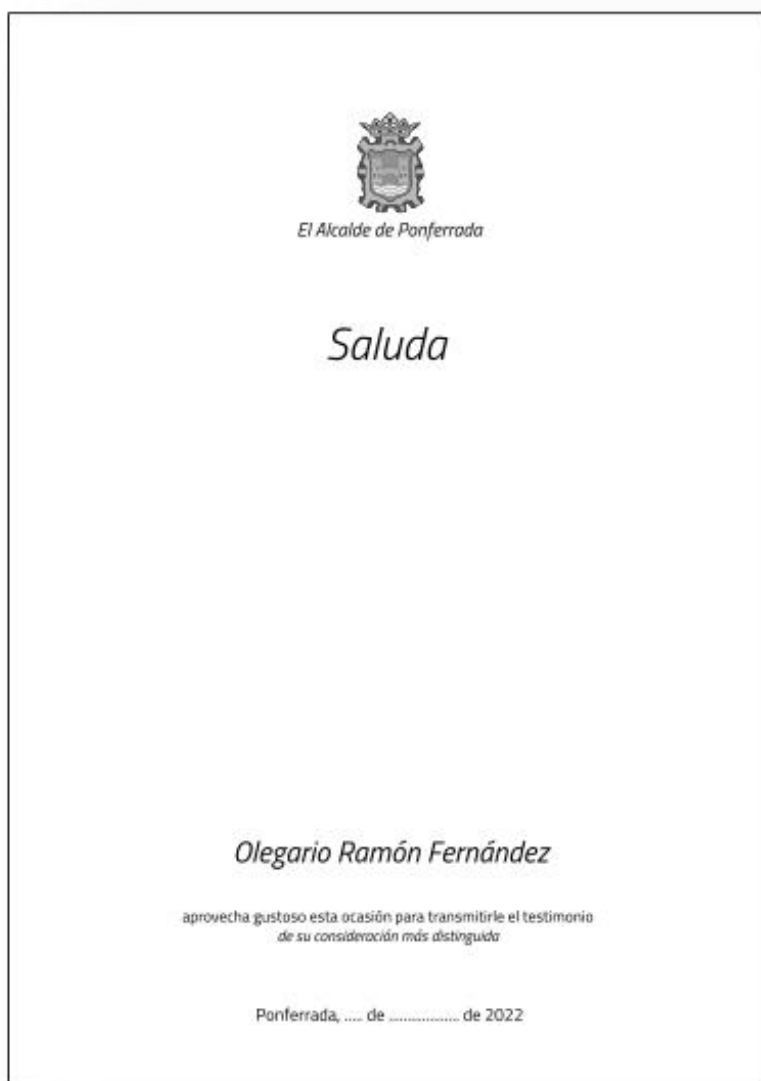 El Alcalde de Ponferrada
Saluda
Olegario Ramón Fernández
aprovecha gustoso esta ocasión para transmitirle el testimonio
de su consideración más distinguida
Ponferrada, ..... de ................. de 2022